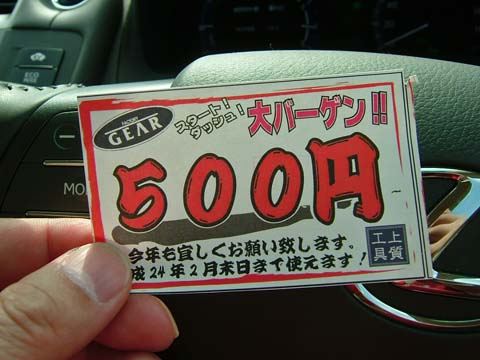 FACTORY
GEAR
スタート!
ダッシュ!
大バーゲン!!
500円
~
今年も宜しくお願い致します。
成24年2月末日まで使えます!
上質
工具
ECO
MO